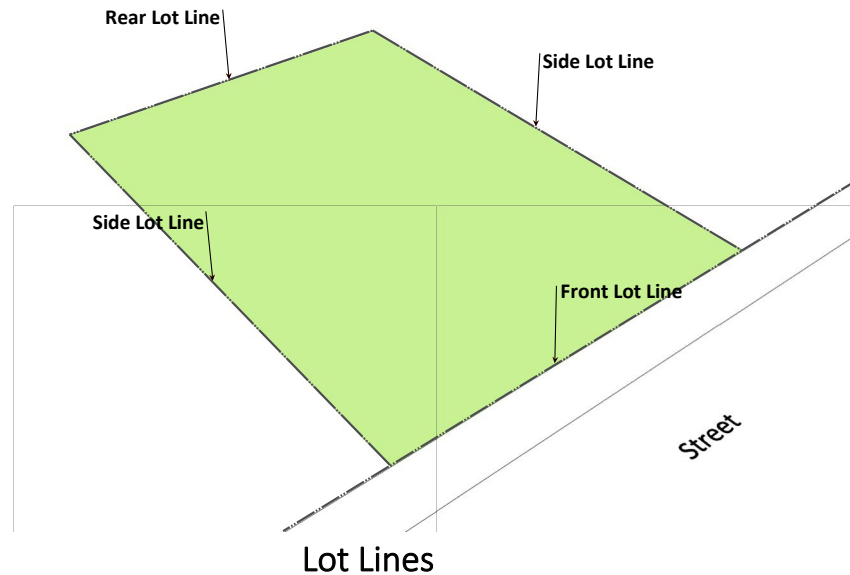 Rear Lot Line
Side Lot Line
Side Lot Line
Front Lot Line
Street
Lot Lines